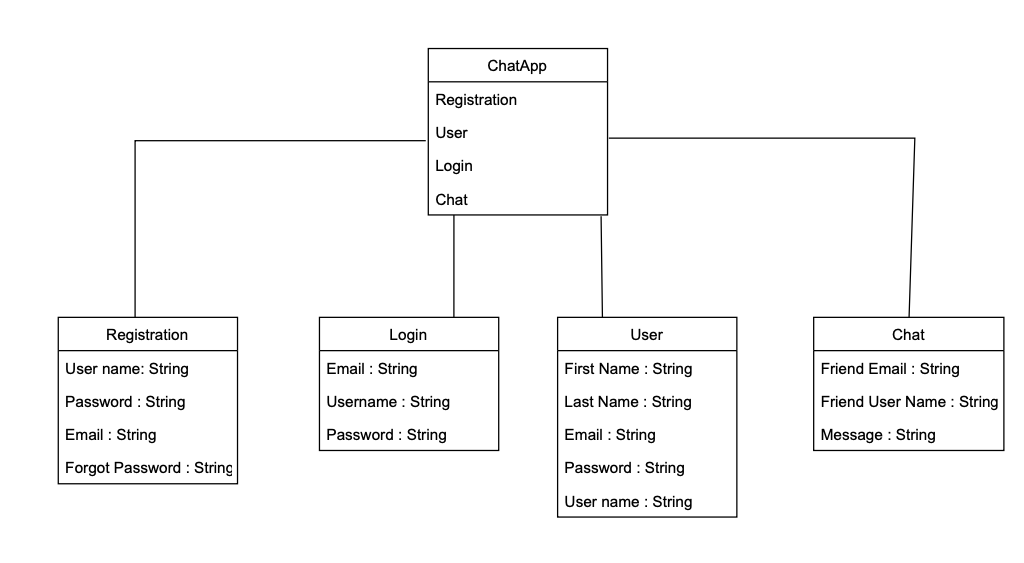 ChatApp
Registration
User
Login
Chat
Registration
User name: String
Password : String
Email : String
Forgot Password : String
Login
Email : String
Username : String
Password : String
User
First Name : String
Last Name : String
Email : String
Password : String
User name : String
Chat
Friend Email : String
Friend User Name : String
Message : String